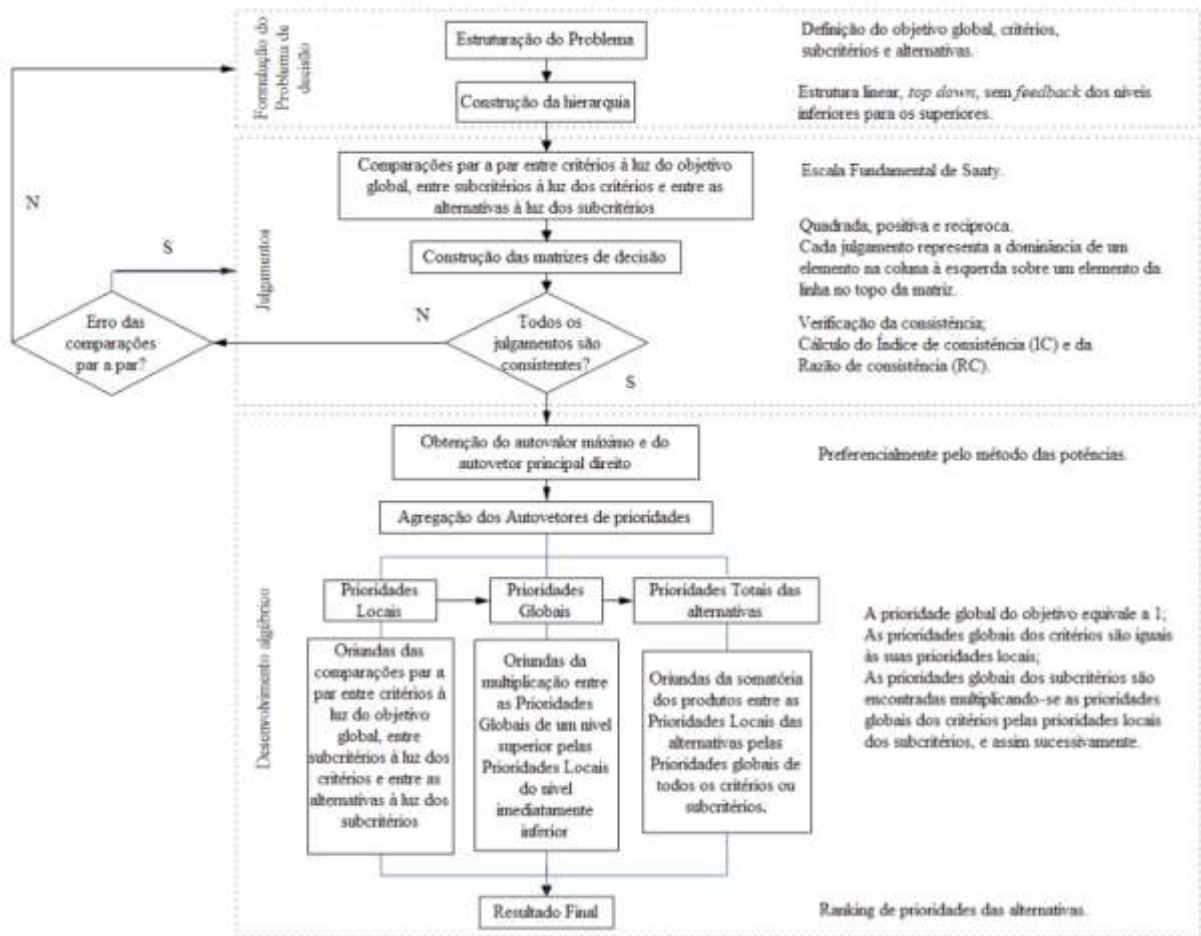 Formulação do
Problema de
decisão
Estruturação do Problema
Definição do objetivo global, critérios,
subcritérios e alternativas.
Construção da hierarquia
Estrutura linear, top down, sem feedback dos níveis
inferiores para os superiores.
Julgamentos
Comparações par a par entre critérios à luz do objetivo
global, entre subcritérios à luz dos critérios e entre as
alternativas à luz dos subcritérios
Escala Fundamental de Saaty.
Construção das matrizes de decisão
Quadrada, positiva e recíproca.
Cada julgamento representa a dominância de um
elemento na coluna à esquerda sobre um elemento da
linha no topo da matriz.
N
S
Erro das
comparações
par a par?
N
Todos os
julgamentos são
consistentes?
S
Verificação da consistência;
Cálculo do Índice de consistência (IC) e da
Razão de consistência (RC).
Desenvolvimento algébrico
Obtenção do autovalor máximo e do
autovetor principal direito
Preferencialmente pelo método das potências.
Agregação dos Autovetores de prioridades
Prioridades
Locais
Prioridades
Globais
Prioridades Totais das
alternativas
Oriundas das
comparações par a
par entre critérios à
luz do objetivo
global, entre
subcritérios à luz dos
critérios e entre as
alternativas à luz dos
subcritérios
Oriundas da
multiplicação entre
as Prioridades
Globais de um nível
superior pelas
Prioridades Locais
do nível
imediatamente
inferior
Oriundas da somatória
dos produtos entre as
Prioridades Locais das
alternativas pelas
Prioridades globais de
todos os critérios ou
subcritérios.
A prioridade global do objetivo equivale a 1;
As prioridades globais dos critérios são iguais
às suas prioridades locais;
As prioridades globais dos subcritérios são
encontradas multiplicando-se as prioridades
globais dos critérios pelas prioridades locais
dos subcritérios, e assim sucessivamente.
Resultado Final
Ranking de prioridades das alternativas.